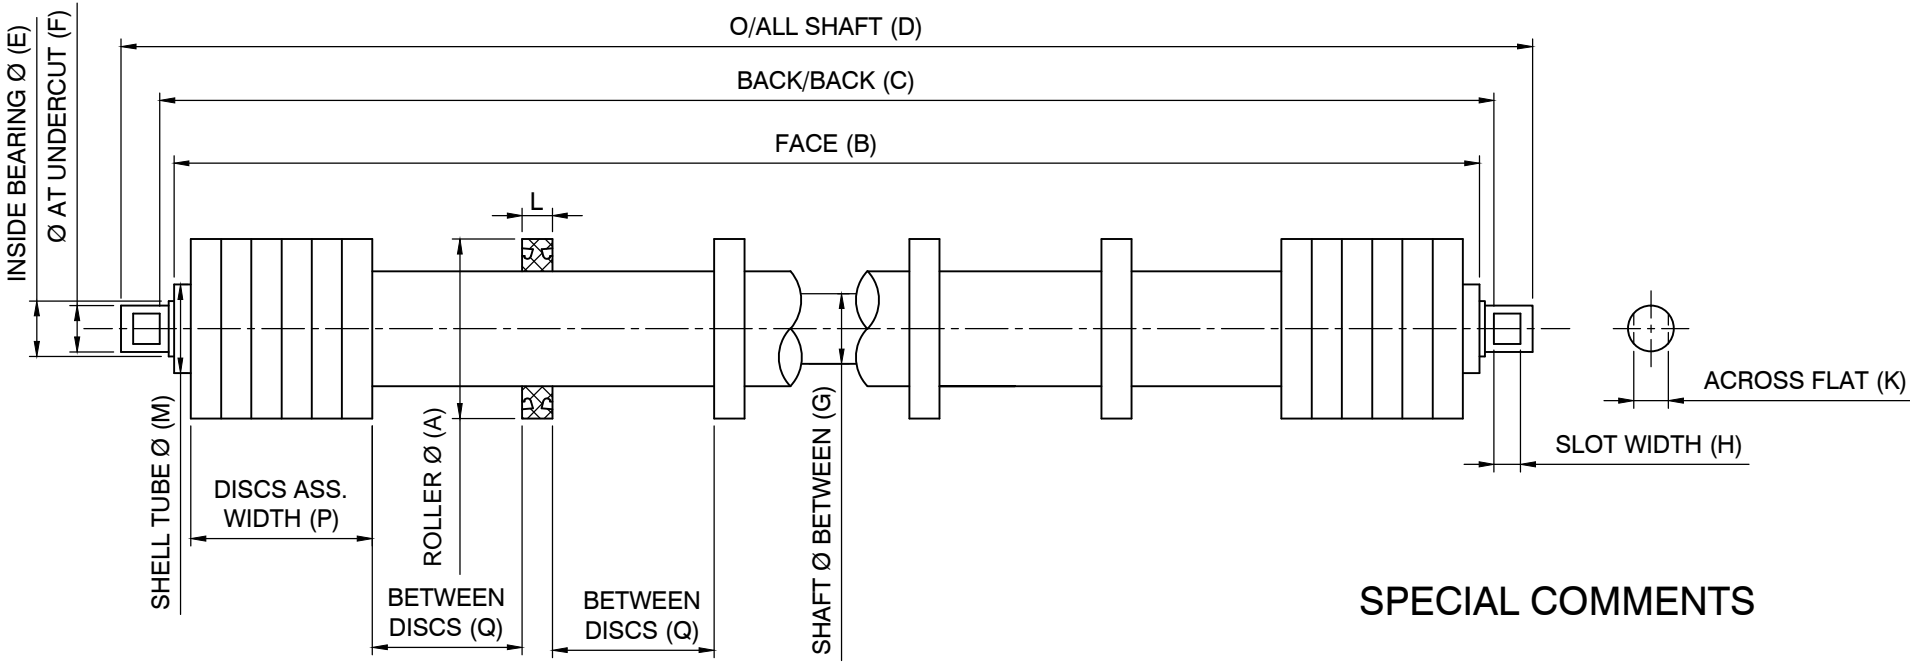 O/ALL SHAFT (D)
BACK/BACK (C)
FACE (B)
INSIDE BEARING Ø (E)
Ø AT UNDERCUT (F)
L
SHELL TUBE Ø (M)
DISCS ASS.
WIDTH (P)
ROLLER Ø (A)
BETWEEN
DISCS (Q)
BETWEEN
DISCS (Q)
SHAFT Ø BETWEEN (G)
ACROSS FLAT (K)
SLOT WIDTH (H)
SPECIAL COMMENTS